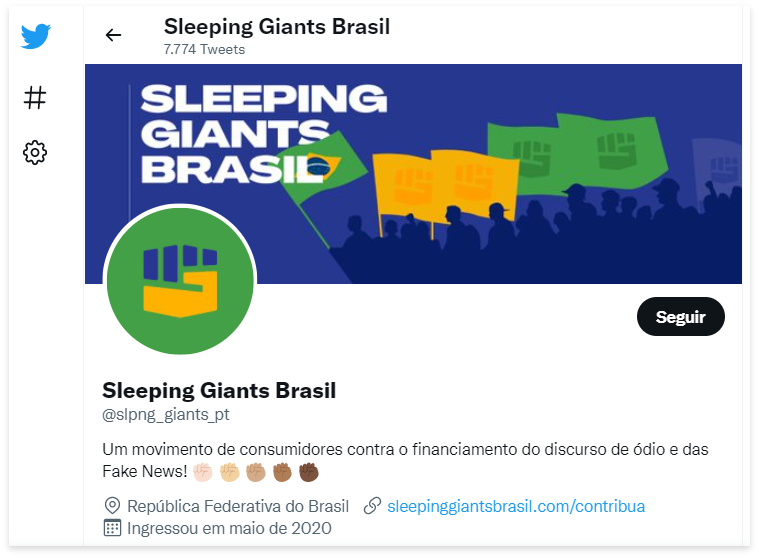 Sleeping Giants Brasil
7.774 Tweets
SLEEPING
GIANTS
BRASIL
Seguir
Sleeping Giants Brasil
@slpng_giants_pt
Um movimento de consumidores contra o financiamento do discurso de ódio e das
Fake News! ✊🏻✊🏼✊🏽✊🏾✊🏿
República Federativa do Brasil sleepinggiantsbrasil.com/contribua
Ingressou em maio de 2020